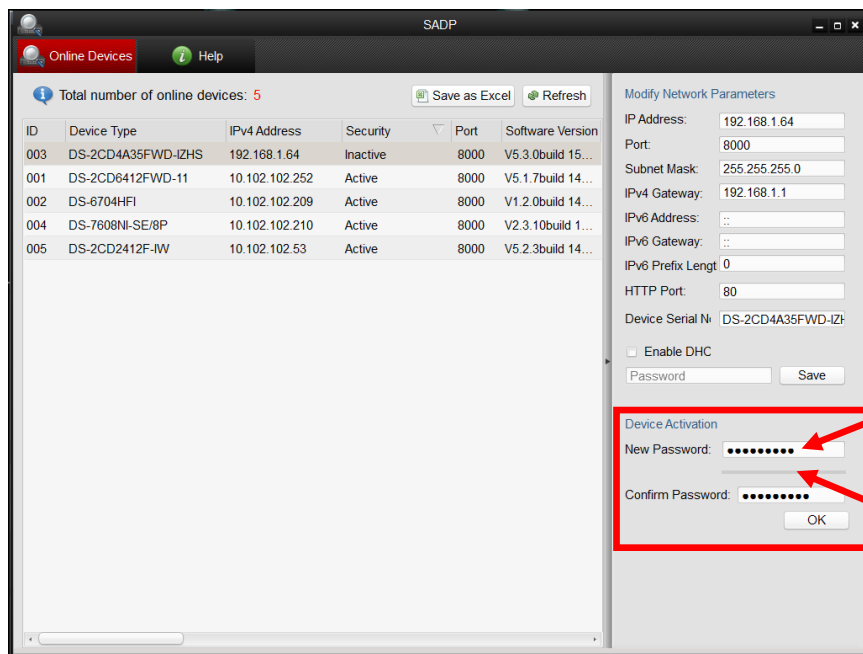 SADP
Online Devices Help
Total number of online devices: 5 Save as Excel Refresh
ID Device Type IPv4 Address Security Port Software Version
003 DS-2CD4A35FWD-IZHS 192.168.1.64 Inactive 8000 V5.3.0build 15...
001 DS-2CD6412FWD-11 10.102.102.252 Active 8000 V5.1.7build 14...
002 DS-6704HFI 10.102.102.209 Active 8000 V1.2.0build 14...
004 DS-7608NI-SE/8P 10.102.102.210 Active 8000 V2.3.10build 1...
005 DS-2CD2412F-IW 10.102.102.53 Active 8000 V5.2.3build 14...
Modify Network Parameters
IP Address: 192.168.1.64
Port: 8000
Subnet Mask: 255.255.255.0
IPv4 Gateway: 192.168.1.1
IPv6 Address: ::
IPv6 Gateway: ::
IPv6 Prefix Lengt 0
HTTP Port: 80
Device Serial N DS-2CD4A35FWD-IZH
Enable DHC
Password Save
Device Activation
New Password: ●●●●●●●●●
Confirm Password: ●●●●●●●●●
OK